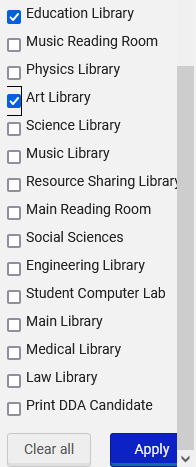 Education Library
Music Reading Room
Physics Library
Art Library
Science Library
Music Library
Resource Sharing Library
Main Reading Room
Social Sciences
Engineering Library
Student Computer Lab
Main Library
Medical Library
Law Library
Print DDA Candidate
Clear all Apply